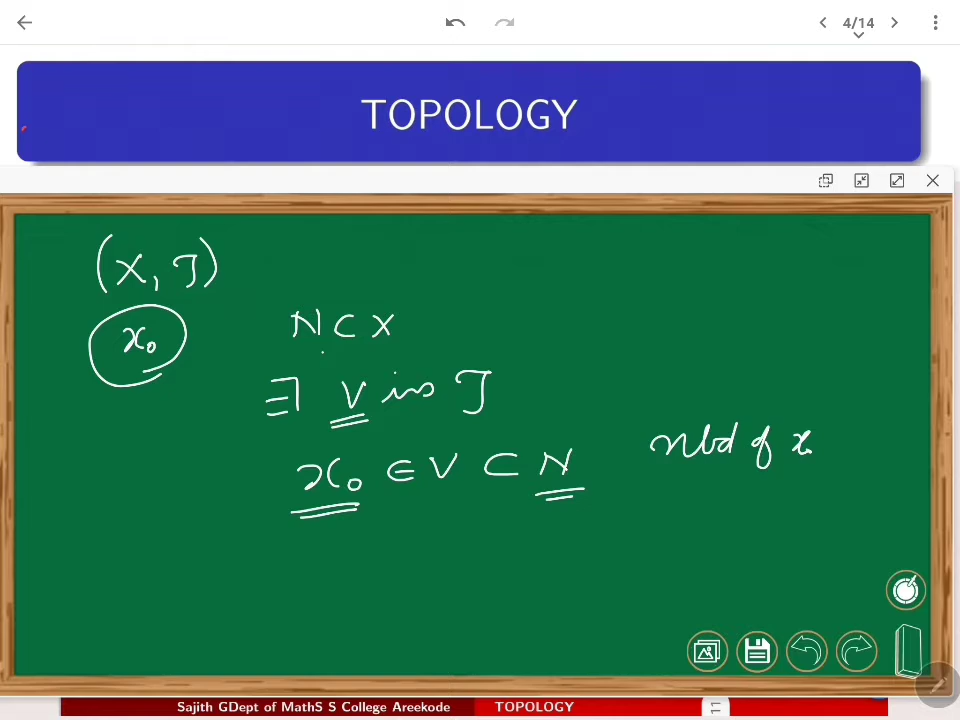 4/14
TOPOLOGY
(X, J)
x₀
N ⊂ X
∃ V in J
x₀ ∈ V ⊂ N
nbd of x
Sajith GDept of MathS S College Areekode TOPOLOGY